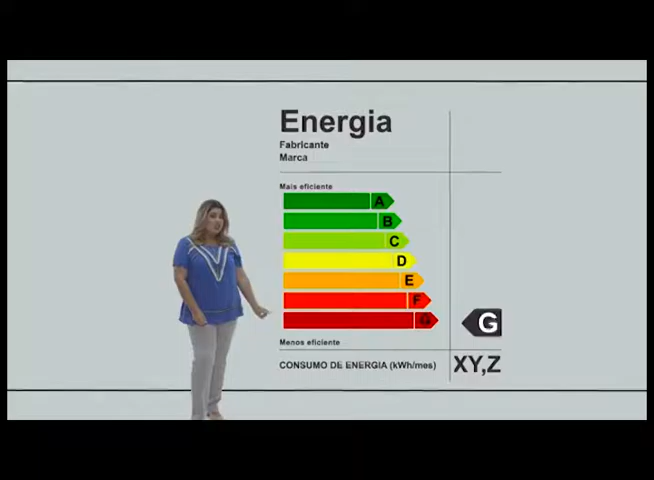 Energia
Fabricante
Marca
Mais eficiente
A
B
C
D
E
F
G
G
Menos eficiente
CONSUMO DE ENERGIA (kWh/mes)
XY,Z